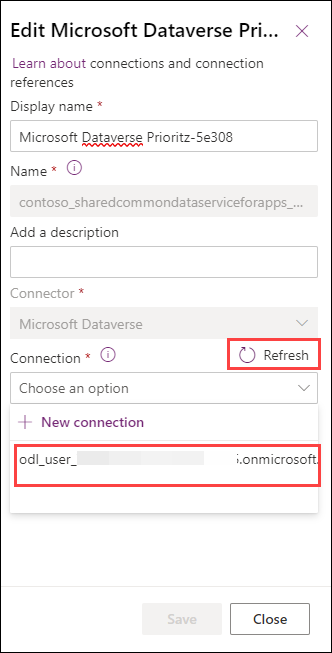 Edit Microsoft Dataverse Pri...
Learn about connections and connection
references
Display name *
Microsoft Dataverse Prioritz-5e308
Name *
contoso_sharedcommondataserviceforapps_...
Add a description
Connector *
Microsoft Dataverse
Connection *
Refresh
Choose an option
New connection
odl_user_ .onmicrosoft.
Save
Close